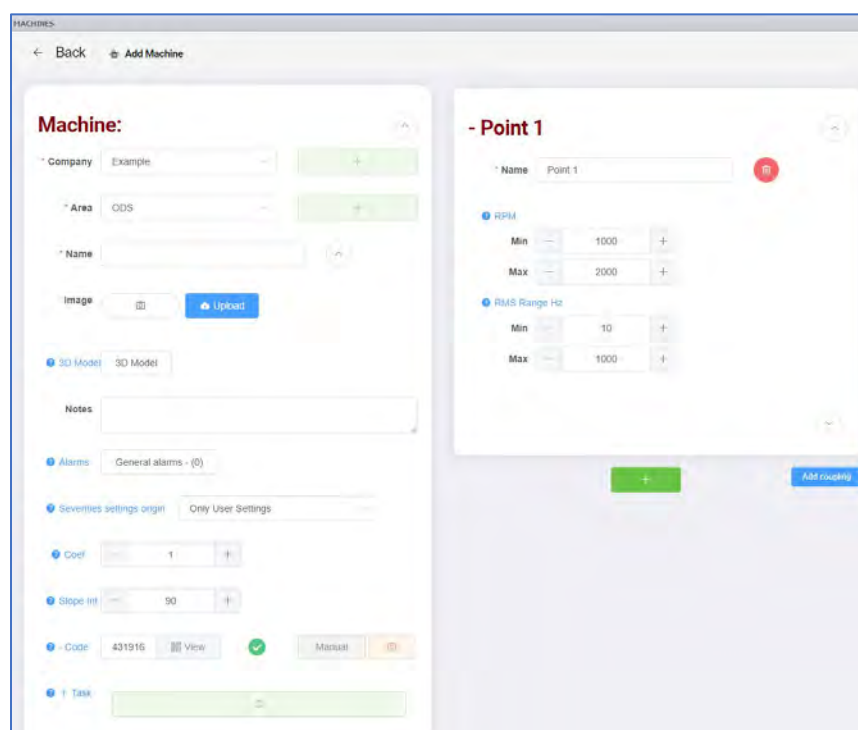 MACHINES
← Back Add Machine
Machine:
* Company Example
* Area ODS
* Name
Image Upload
3D Model 3D Model
Notes
Alarms General alarms - (0)
Severities settings origin Only User Settings
Coef — 1 +
Slope Int — 90 +
- Code 431916 View Manual
+ Task
- Point 1
* Name Point 1
RPM
Min — 1000 +
Max — 2000 +
RMS Range Hz
Min — 10 +
Max — 1000 +
+ Add coupling